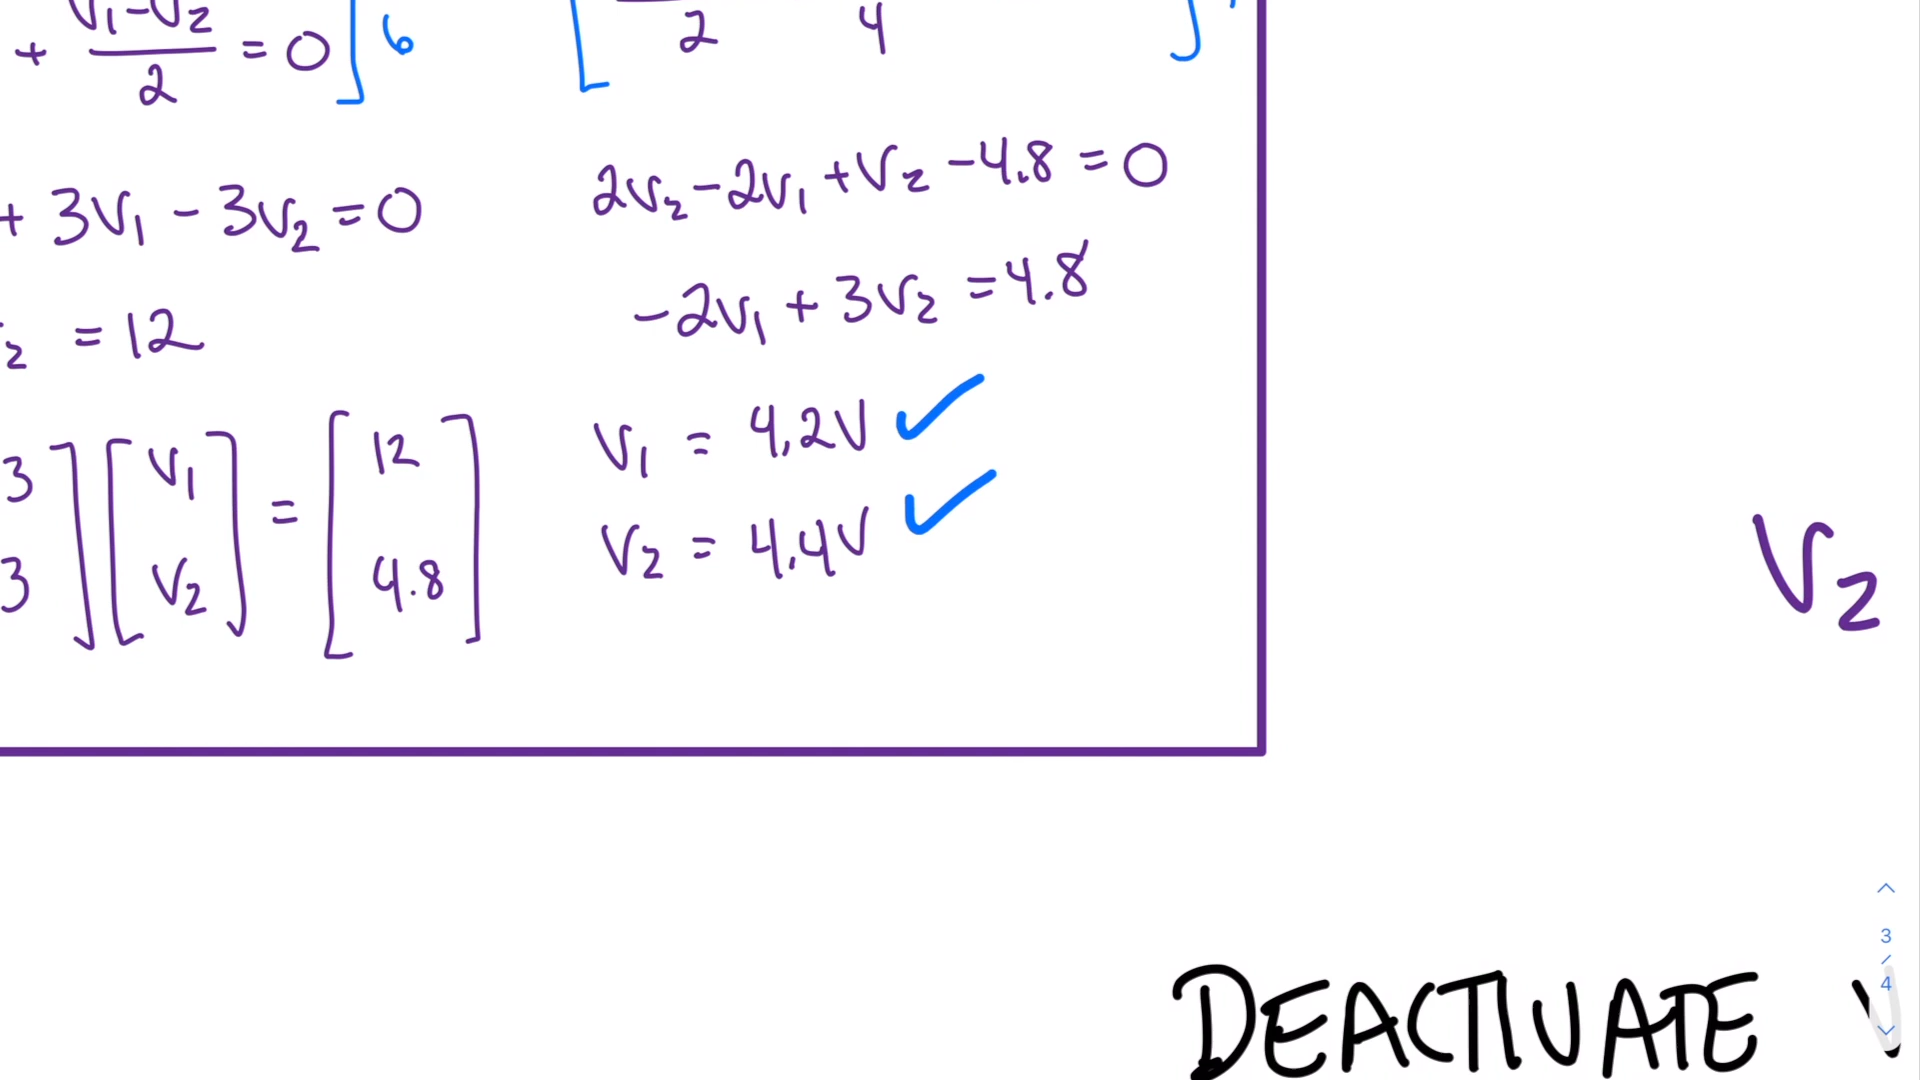 + V₁-V₂/2 = 0] 6
[ 2 4 ]
+ 3V₁ - 3V₂ = 0
₂ = 12
3][V₁] = [12]
3][V₂] = [4.8]
2V₂ - 2V₁ + V₂ - 4.8 = 0
-2V₁ + 3V₂ = 4.8
V₁ = 4.2V ✓
V₂ = 4.4V ✓
V₂
DEACTIVATE
3
/
4